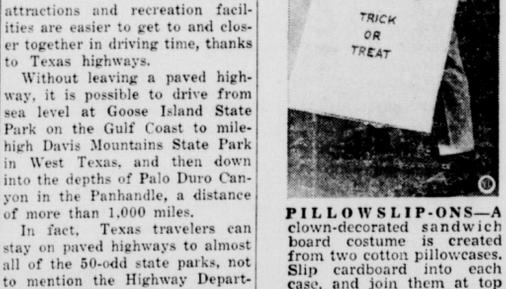 attractions and recreation facil-
ities are easier to get to and clos-
er together in driving time, thanks
to Texas highways.
Without leaving a paved high-
way, it is possible to drive from
sea level at Goose Island State
Park on the Gulf Coast to mile-
high Davis Mountains State Park
in West Texas, and then down
into the depths of Palo Duro Can-
yon in the Panhandle, a distance
of more than 1,000 miles.
In fact, Texas travelers can
stay on paved highways to almost
all of the 50-odd state parks, not
to mention the Highway Depart-
TRICK
OR
TREAT
PILLOWSLIP-ONS—A
clown-decorated sandwich
board costume is created
from two cotton pillowcases.
Slip cardboard into each
case, and join them at top